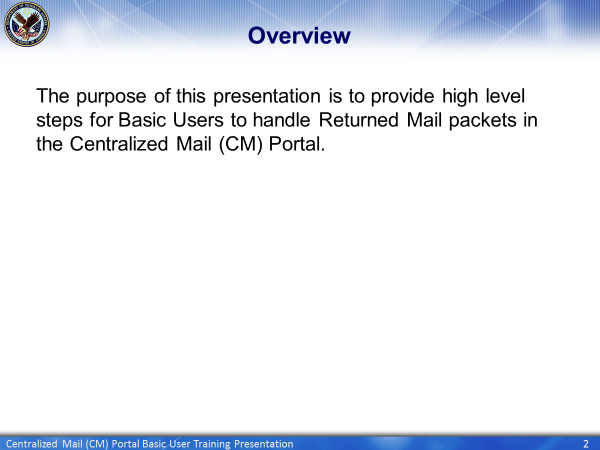 Overview
The purpose of this presentation is to provide high level
steps for Basic Users to handle Returned Mail packets in
the Centralized Mail (CM) Portal.
Centralized Mail (CM) Portal Basic User Training Presentation
2